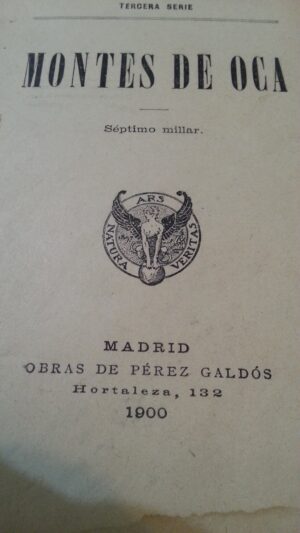 TERCERA SERIE
MONTES DE OCA
Séptimo millar.
ARS
NATURA
VERITAS
MADRID
OBRAS DE PÉREZ GALDÓS
Hortaleza, 132
1900